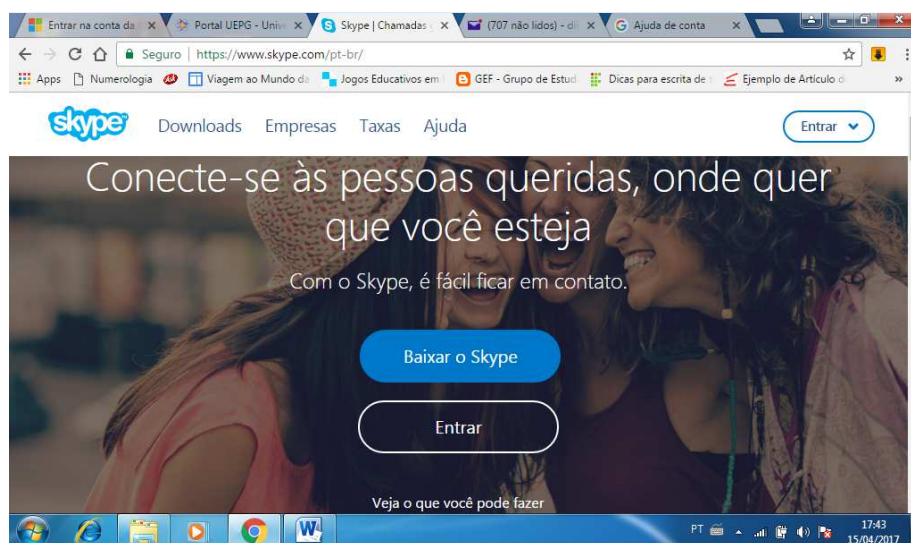 Entrar na conta da
Portal UEPG - Unive
Skype | Chamadas
(707 não lidos) - di
Ajuda de conta
Seguro | https://www.skype.com/pt-br/
Apps
Numerologia
Viagem ao Mundo da
Jogos Educativos em
GEF - Grupo de Estud
Dicas para escrita de
Ejemplo de Artículo d
»
skype
Downloads
Empresas
Taxas
Ajuda
Entrar
Conecte-se às pessoas queridas, onde quer
que você esteja
Com o Skype, é fácil ficar em contato.
Baixar o Skype
Entrar
Veja o que você pode fazer
PT
17:43
15/04/2017